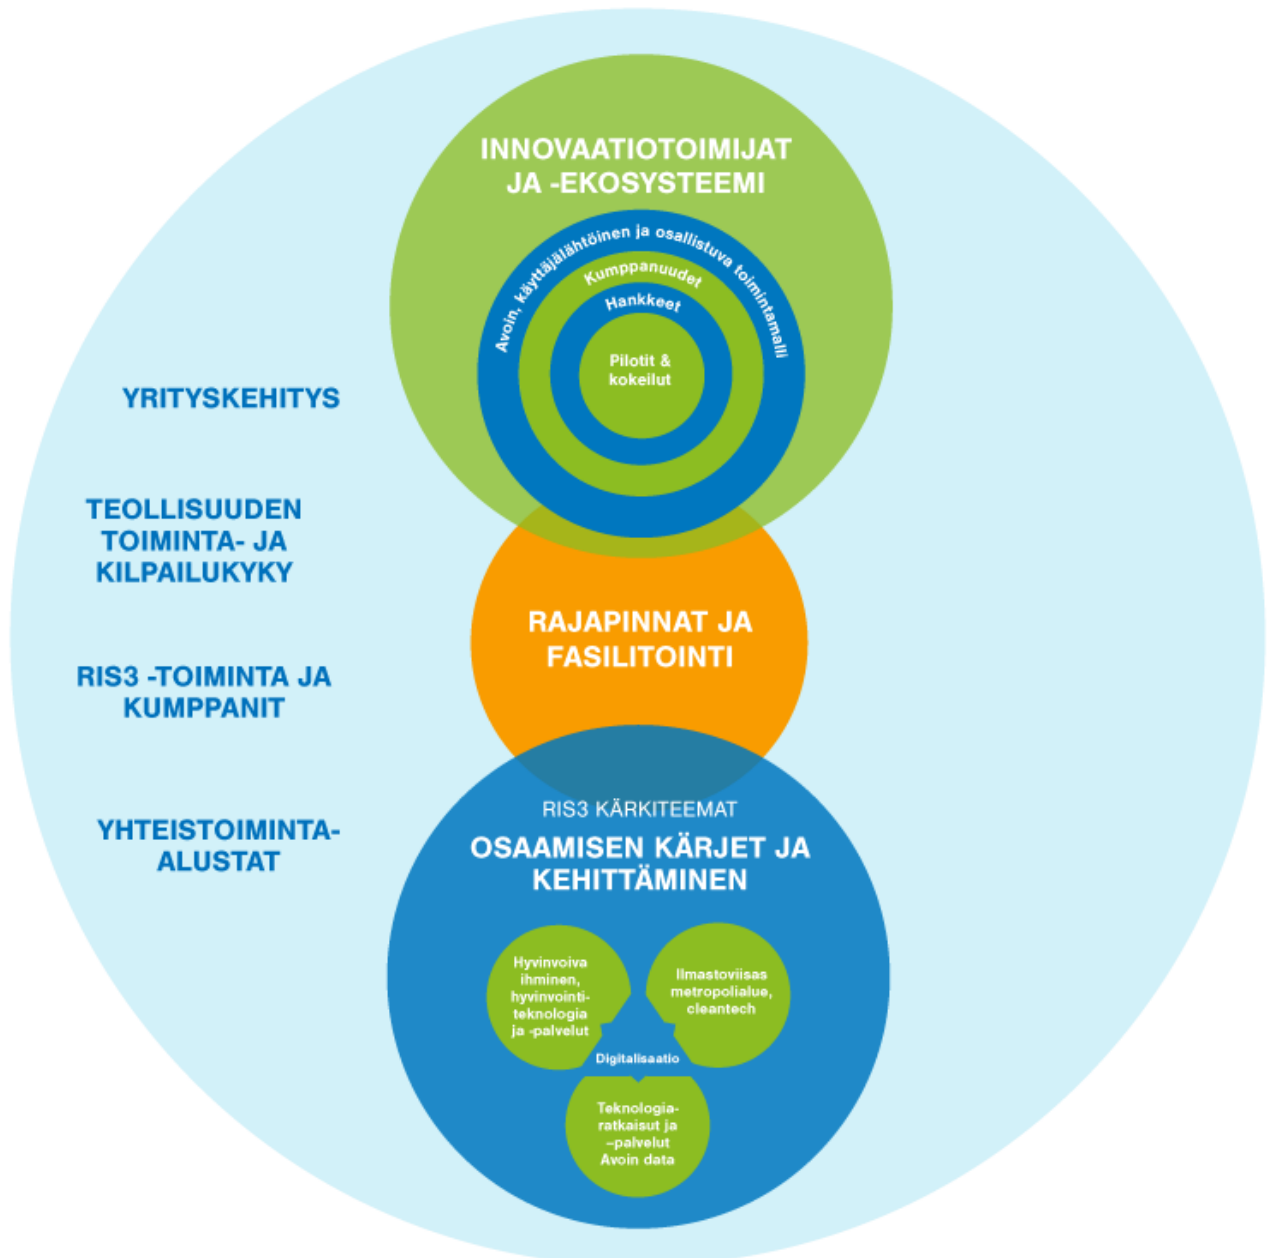 INNOVAATIOTOIMIJAT
JA -EKOSYSTEEMI
Avoin, käyttäjälähtöinen ja osallistuva toimintamalli
Kumppanuudet
Hankkeet
Pilotit &
kokeilut
YRITYSKEHITYS
TEOLLISUUDEN
TOIMINTA- JA
KILPAILUKYKY
RIS3 -TOIMINTA JA
KUMPPANIT
YHTEISTOIMINTA-
ALUSTAT
RAJAPINNAT JA
FASILITOINTI
RIS3 KÄRKITEEMAT
OSAAMISEN KÄRJET JA
KEHITTÄMINEN
Hyvinvoiva
ihminen,
hyvinvointi-
teknologia
ja -palvelut
Ilmastoviisas
metropolialue,
cleantech
Digitalisaatio
Teknologia-
ratkaisut ja
–palvelut
Avoin data